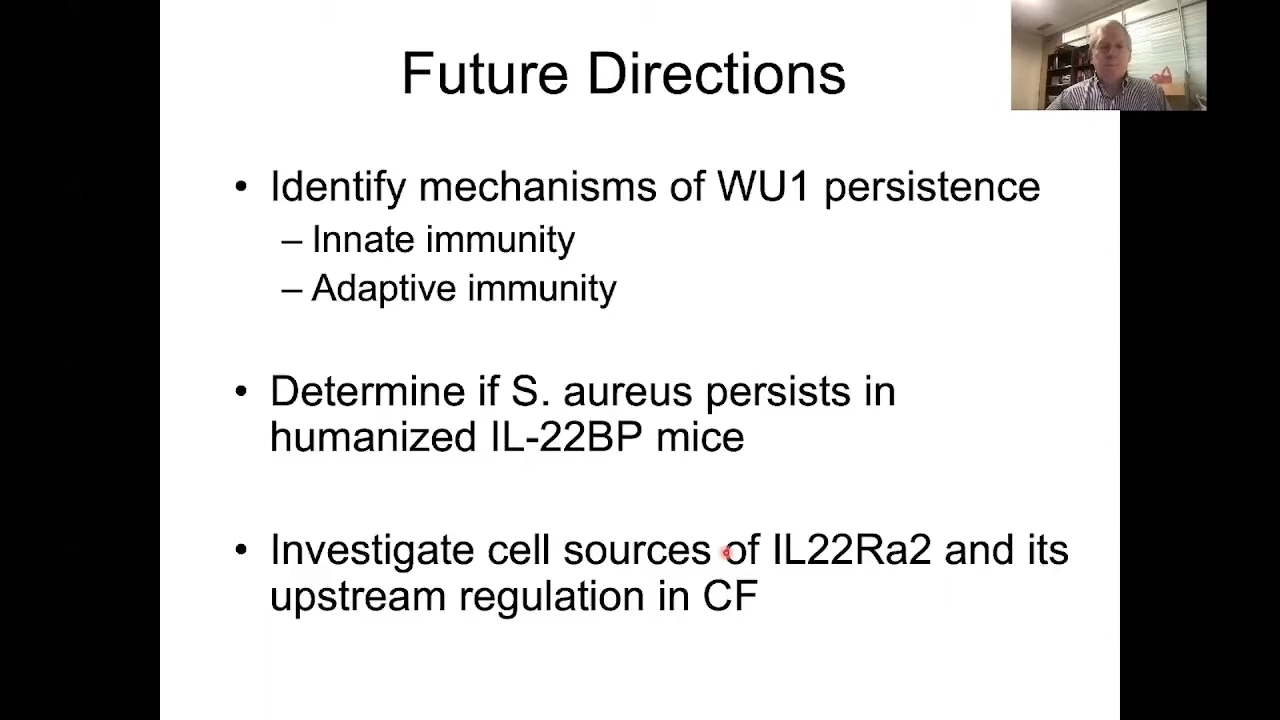 Future Directions
• Identify mechanisms of WU1 persistence
– Innate immunity
– Adaptive immunity
• Determine if S. aureus persists in
humanized IL-22BP mice
• Investigate cell sources of IL22Ra2 and its
upstream regulation in CF